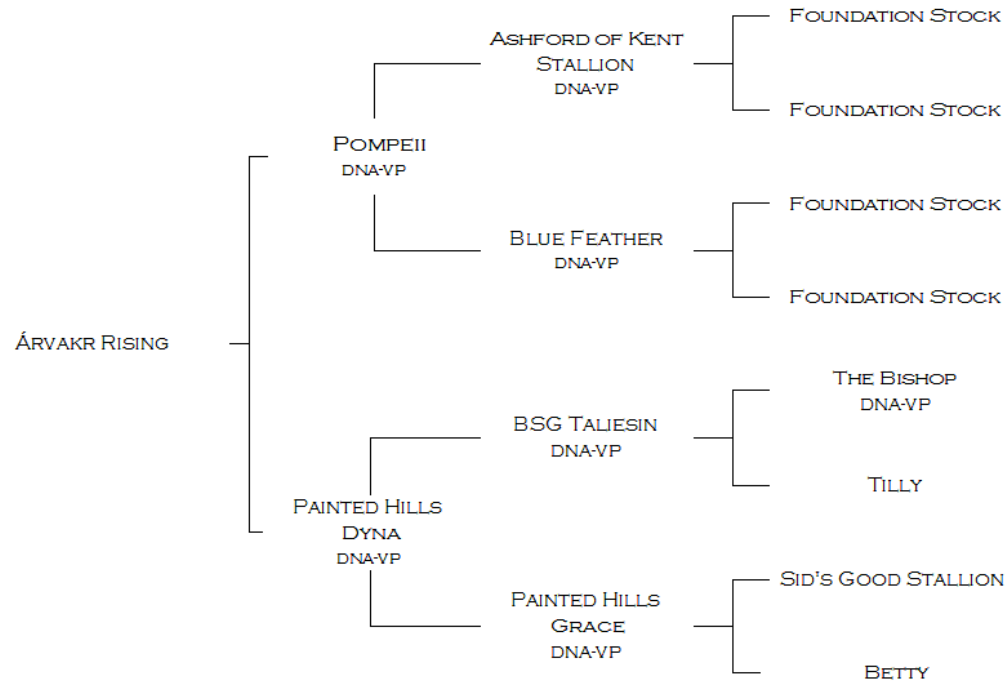 Foundation Stock
Ashford of Kent
Stallion
DNA-VP
Foundation Stock
Pompeii
DNA-VP
Foundation Stock
Blue Feather
DNA-VP
Foundation Stock
Árvakr Rising
The Bishop
DNA-VP
BSG Taliesin
DNA-VP
Tilly
Painted Hills
Dyna
DNA-VP
Sid's Good Stallion
Painted Hills
Grace
DNA-VP
Betty